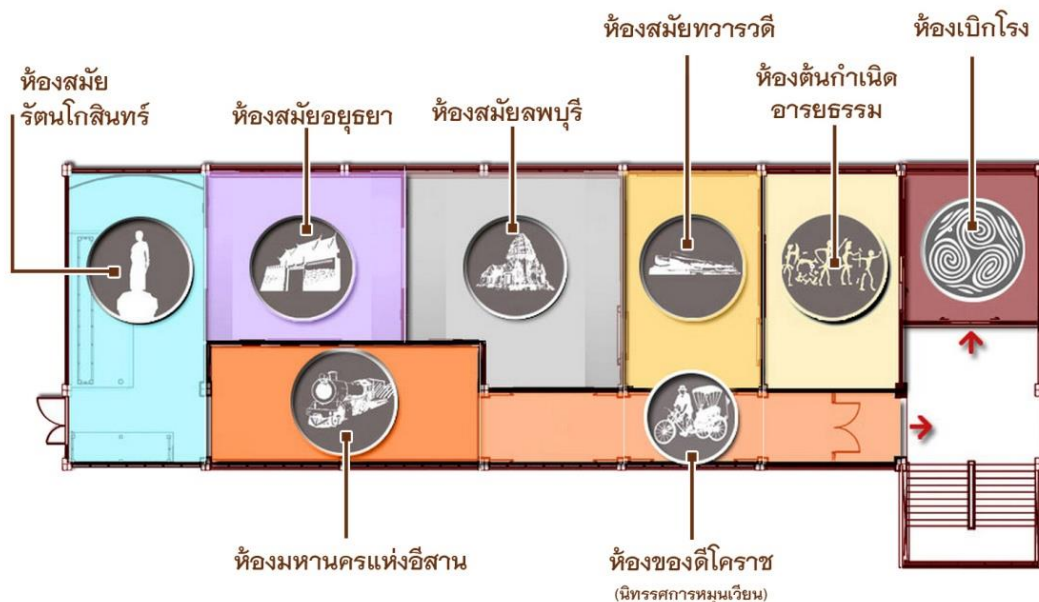 ห้องสมัยทวารวดี
ห้องเบิกโรง
ห้องสมัย
รัตนโกสินทร์
ห้องสมัยอยุธยา
ห้องสมัยลพบุรี
ห้องต้นกำเนิด
อารยธรรม
ห้องมหานครแห่งอีสาน
ห้องของดีโคราช
(นิทรรศการหมุนเวียน)